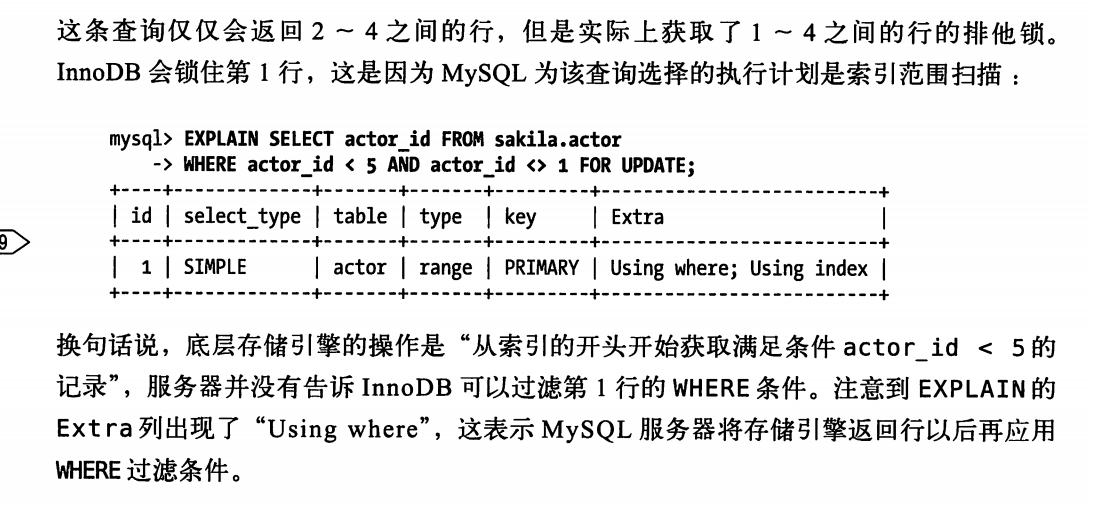 这条查询仅仅会返回 2 ~ 4 之间的行，但是实际上获取了 1 ~ 4 之间的行的排他锁。
InnoDB 会锁住第 1 行，这是因为 MySQL 为该查询选择的执行计划是索引范围扫描：
mysql> EXPLAIN SELECT actor_id FROM sakila.actor
-> WHERE actor_id < 5 AND actor_id <> 1 FOR UPDATE;
+----+-------------+-------+-------+---------+--------------------------+
| id | select_type | table | type | key | Extra |
+----+-------------+-------+-------+---------+--------------------------+
9
| 1 | SIMPLE | actor | range | PRIMARY | Using where; Using index |
+----+-------------+-------+-------+---------+--------------------------+
换句话说，底层存储引擎的操作是“从索引的开头开始获取满足条件 actor_id < 5 的
记录”，服务器并没有告诉 InnoDB 可以过滤第 1 行的 WHERE 条件。注意到 EXPLAIN 的
Extra 列出现了“Using where”，这表示 MySQL 服务器将存储引擎返回行以后再应用
WHERE 过滤条件。